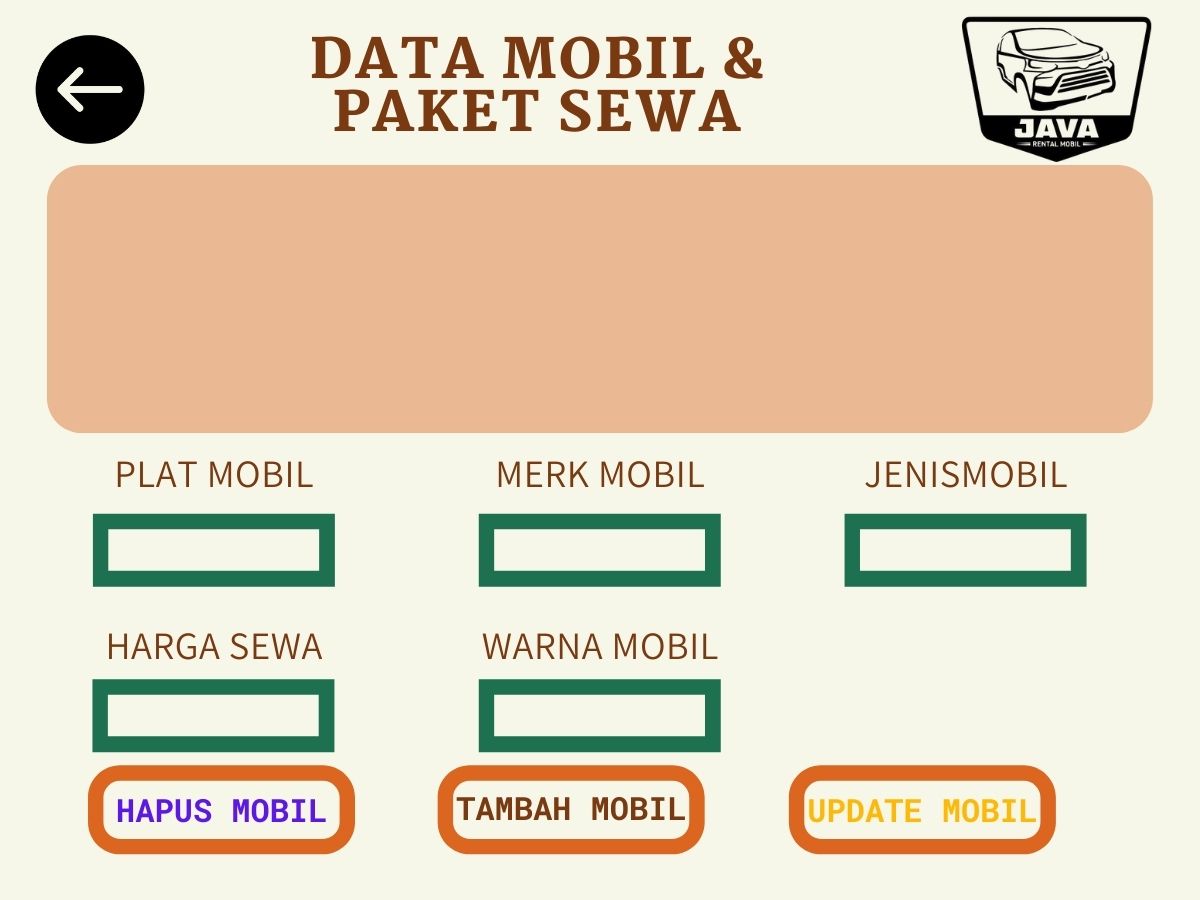 DATA MOBIL &
PAKET SEWA
JAVA
RENTAL MOBIL
PLAT MOBIL
MERK MOBIL
JENISMOBIL
HARGA SEWA
WARNA MOBIL
HAPUS MOBIL
TAMBAH MOBIL
UPDATE MOBIL